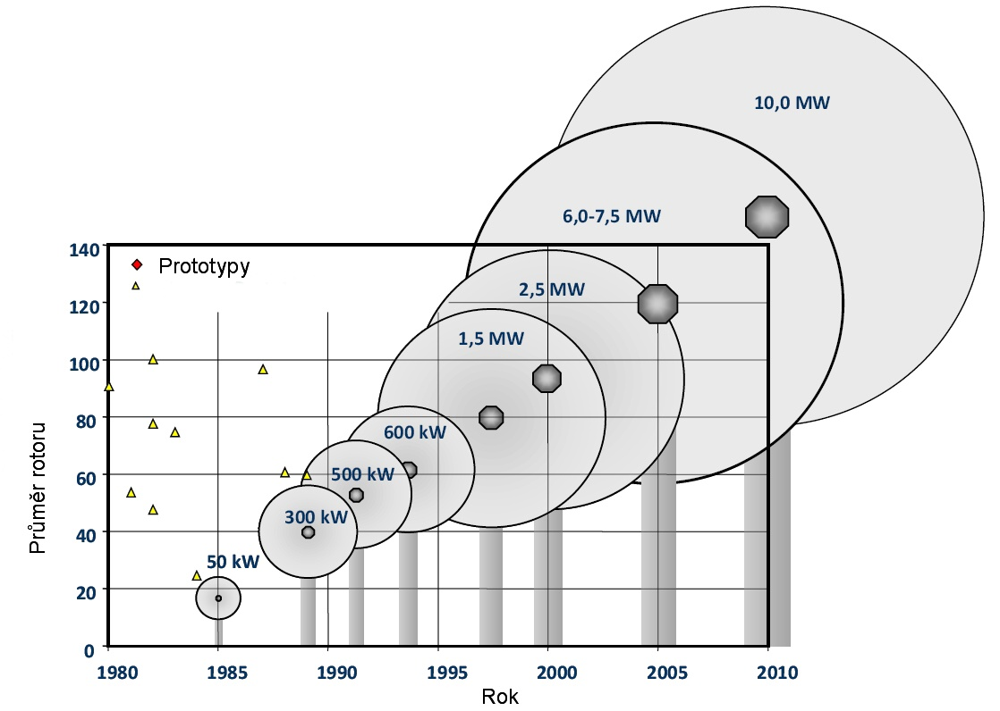 10,0 MW
6,0-7,5 MW
140
Prototypy
2,5 MW
120
1,5 MW
100
80
600 kW
60
500 kW
300 kW
40
50 kW
20
0
Průměr rotoru
1980 1985 1990 1995 2000 2005 2010
Rok